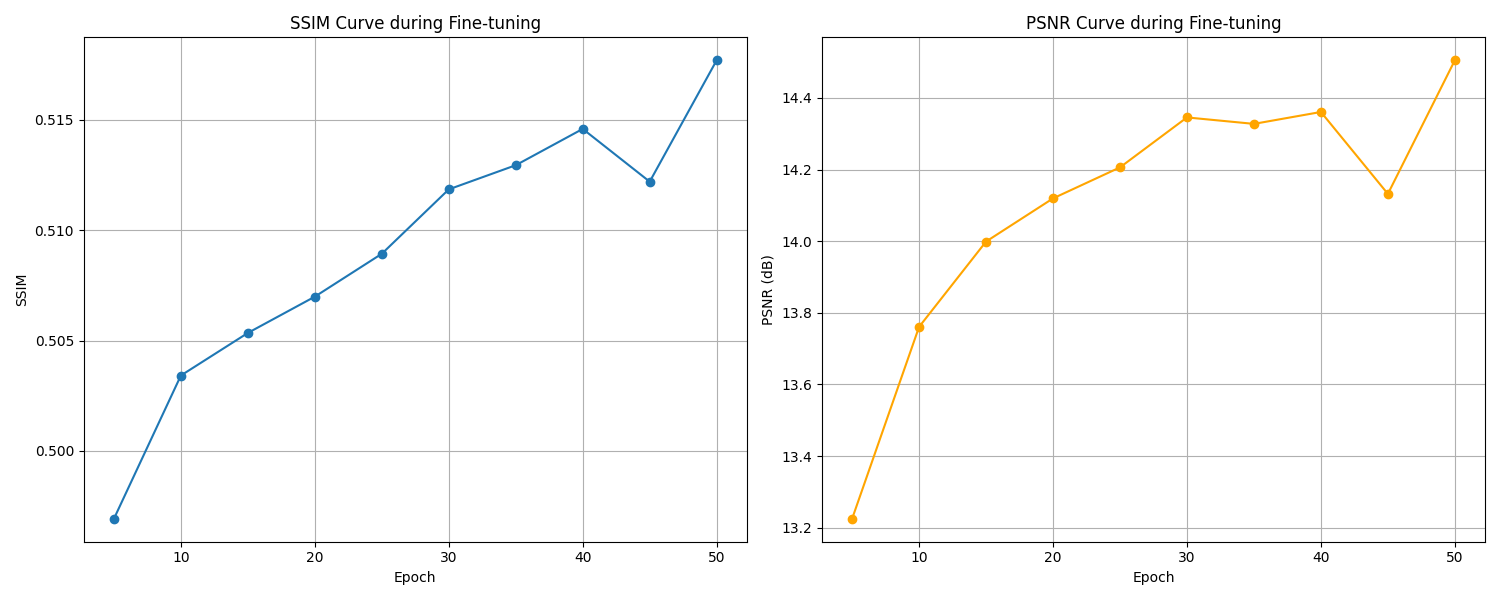 SSIM Curve during Fine-tuning
0.515
0.510
0.505
0.500
SSIM
10 20 30 40 50
Epoch
PSNR Curve during Fine-tuning
14.4
14.2
14.0
13.8
13.6
13.4
13.2
PSNR (dB)
10 20 30 40 50
Epoch